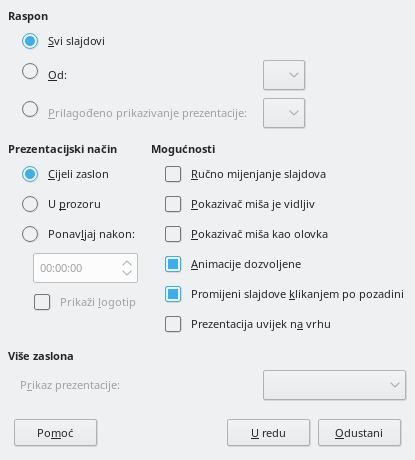 Raspon
Svi slajdovi
Od:
Prilagođeno prikazivanje prezentacije:
Prezentacijski način
Cijeli zaslon
U prozoru
Ponavljaj nakon:
00:00:00
Prikaži logotip
Mogućnosti
Ručno mijenjanje slajdova
Pokazivač miša je vidljiv
Pokazivač miša kao olovka
Animacije dozvoljene
Promijeni slajdove klikanjem po pozadini
Prezentacija uvijek na vrhu
Više zaslona
Prikaz prezentacije:
Pomoć
U redu
Odustani